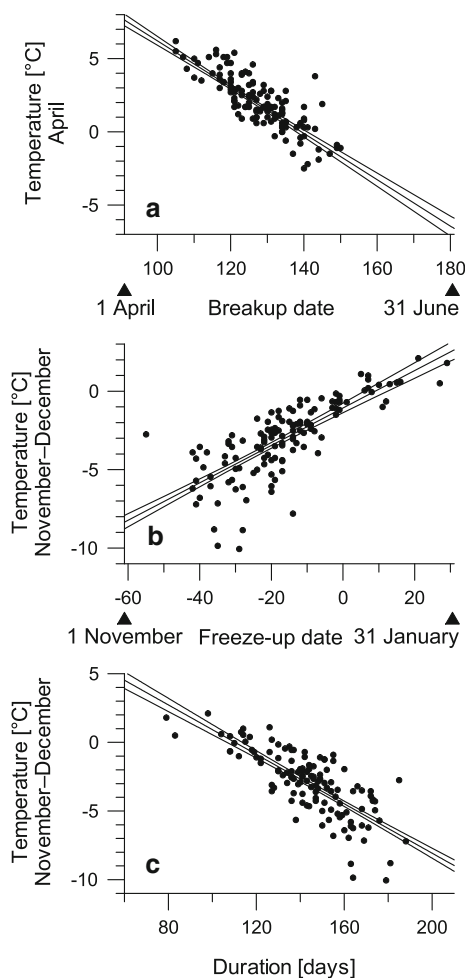 5
0
-5
Temperature [°C]
April
a
100 120 140 160 180
1 April Breakup date 31 June
0
-5
-10
Temperature [°C]
November–December
b
-60 -40 -20 0 20
1 November Freeze-up date 31 January
5
0
-5
-10
Temperature [°C]
November–December
c
80 120 160 200
Duration [days]